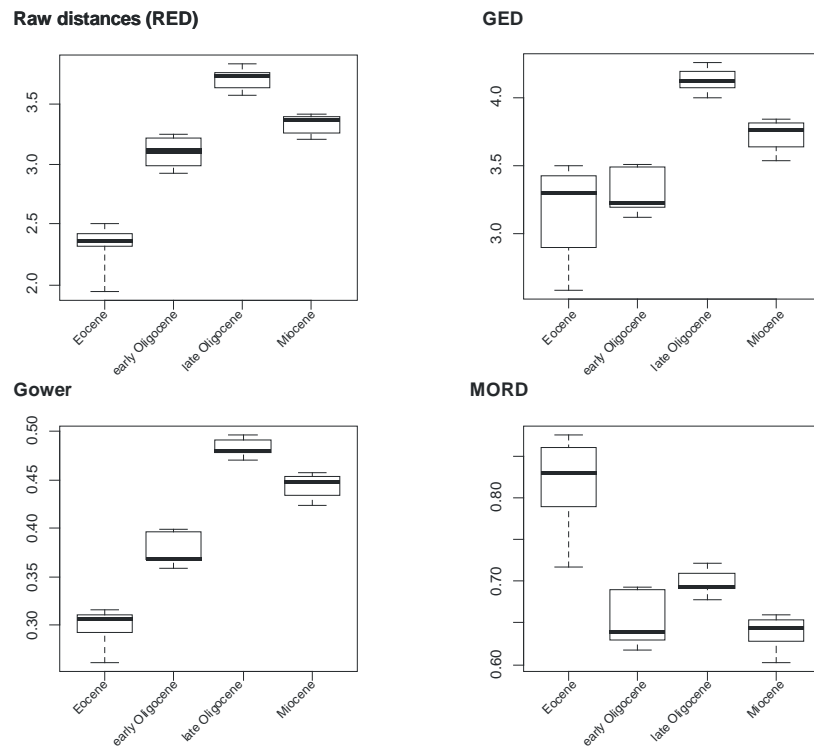 Raw distances (RED)
3.5
3.0
2.5
2.0
Eocene
early Oligocene
late Oligocene
Miocene
GED
4.0
3.5
3.0
Eocene
early Oligocene
late Oligocene
Miocene
Gower
0.50
0.45
0.40
0.35
0.30
Eocene
early Oligocene
late Oligocene
Miocene
MORD
0.80
0.70
0.60
Eocene
early Oligocene
late Oligocene
Miocene